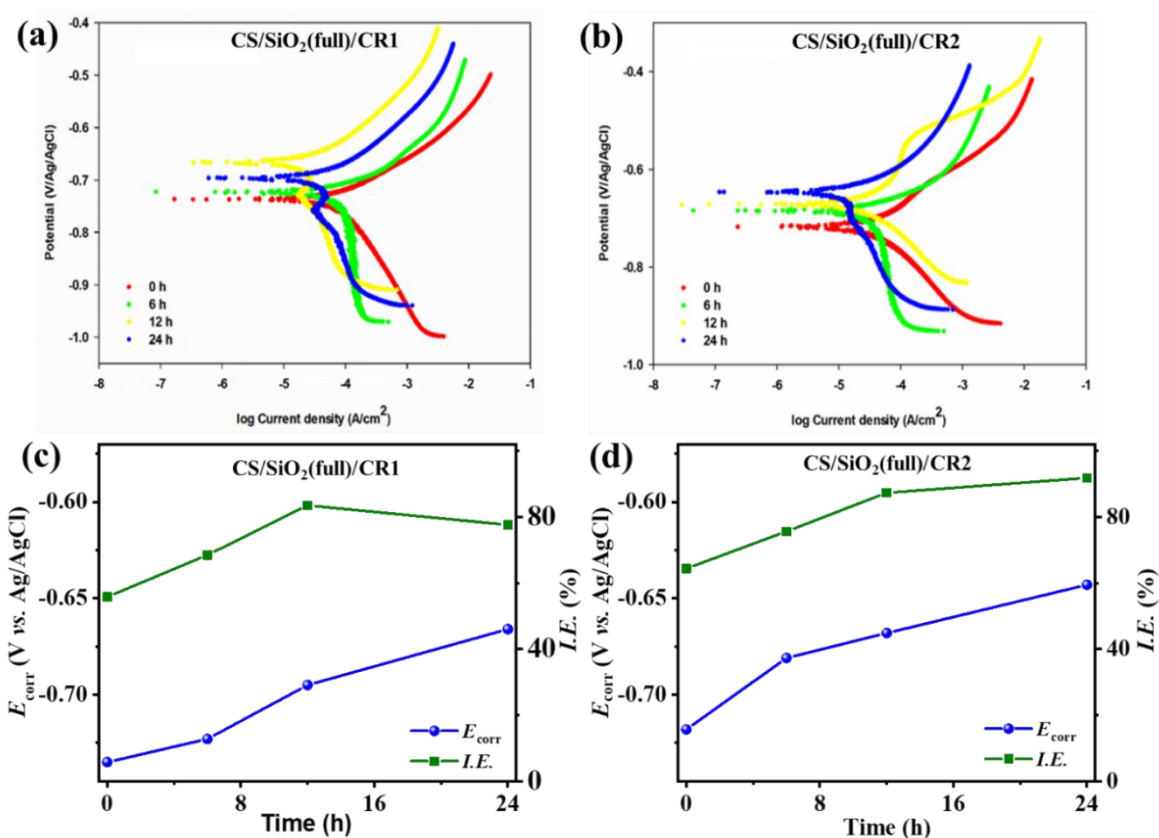 (a)
CS/SiO2(full)/CR1
-0.4
-0.5
-0.6
-0.7
-0.8
-0.9
-1.0
Potential (V/Ag/AgCl)
0 h
6 h
12 h
24 h
-8 -7 -6 -5 -4 -3 -2 -1
log Current density (A/cm2)
(b)
CS/SiO2(full)/CR2
-0.4
-0.6
-0.8
-1.0
Potential (V/Ag/AgCl)
0 h
6 h
12 h
24 h
-8 -7 -6 -5 -4 -3 -2 -1
log Current density (A/cm2)
(c)
CS/SiO2(full)/CR1
-0.60
-0.65
-0.70
Ecorr (V vs. Ag/AgCl)
80
40
0
I.E. (%)
Ecorr
I.E.
0 8 16 24
Time (h)
(d)
CS/SiO2(full)/CR2
-0.60
-0.65
-0.70
Ecorr (V vs. Ag/AgCl)
80
40
0
I.E. (%)
Ecorr
I.E.
0 8 16 24
Time (h)